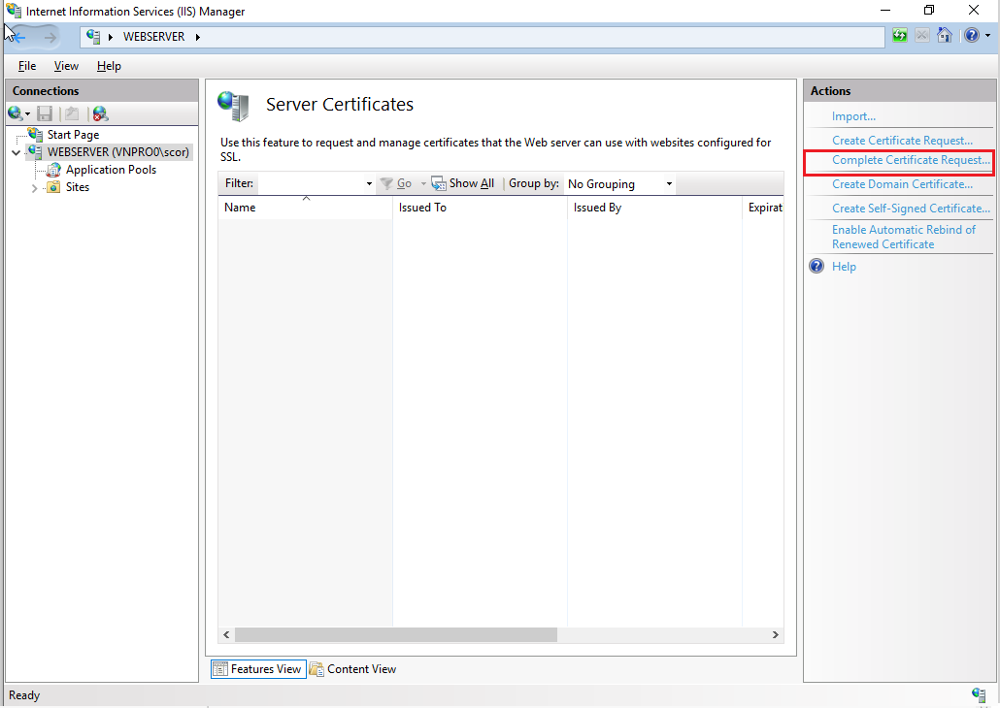 Internet Information Services (IIS) Manager
WEBSERVER
File View Help
Connections
Start Page
WEBSERVER (VNPRO0\scor)
Application Pools
Sites
Server Certificates
Use this feature to request and manage certificates that the Web server can use with websites configured for
SSL.
Filter: Go Show All Group by: No Grouping
Name Issued To Issued By Expirat
Features View Content View
Actions
Import...
Create Certificate Request...
Complete Certificate Request...
Create Domain Certificate...
Create Self-Signed Certificate...
Enable Automatic Rebind of
Renewed Certificate
Help
Ready